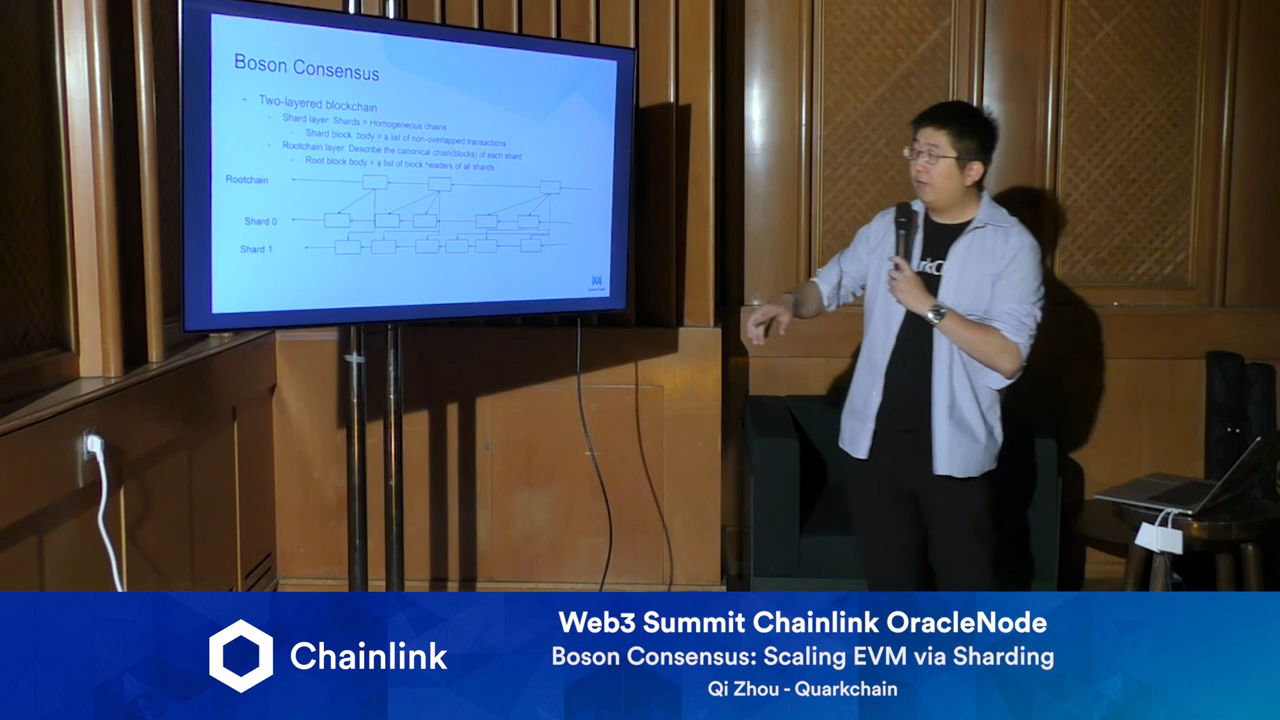 Boson Consensus
- Two-layered blockchain
- Shard layer: Shards = Homogeneous chains
- Shard block body = a list of non-overlapped transactions
- Rootchain layer: Describe the canonical chain(blocks) of each shard
- Root block body = a list of block headers of all shards
Rootchain
Shard 0
Shard 1
Chainlink
Web3 Summit Chainlink OracleNode
Boson Consensus: Scaling EVM via Sharding
Qi Zhou - Quarkchain